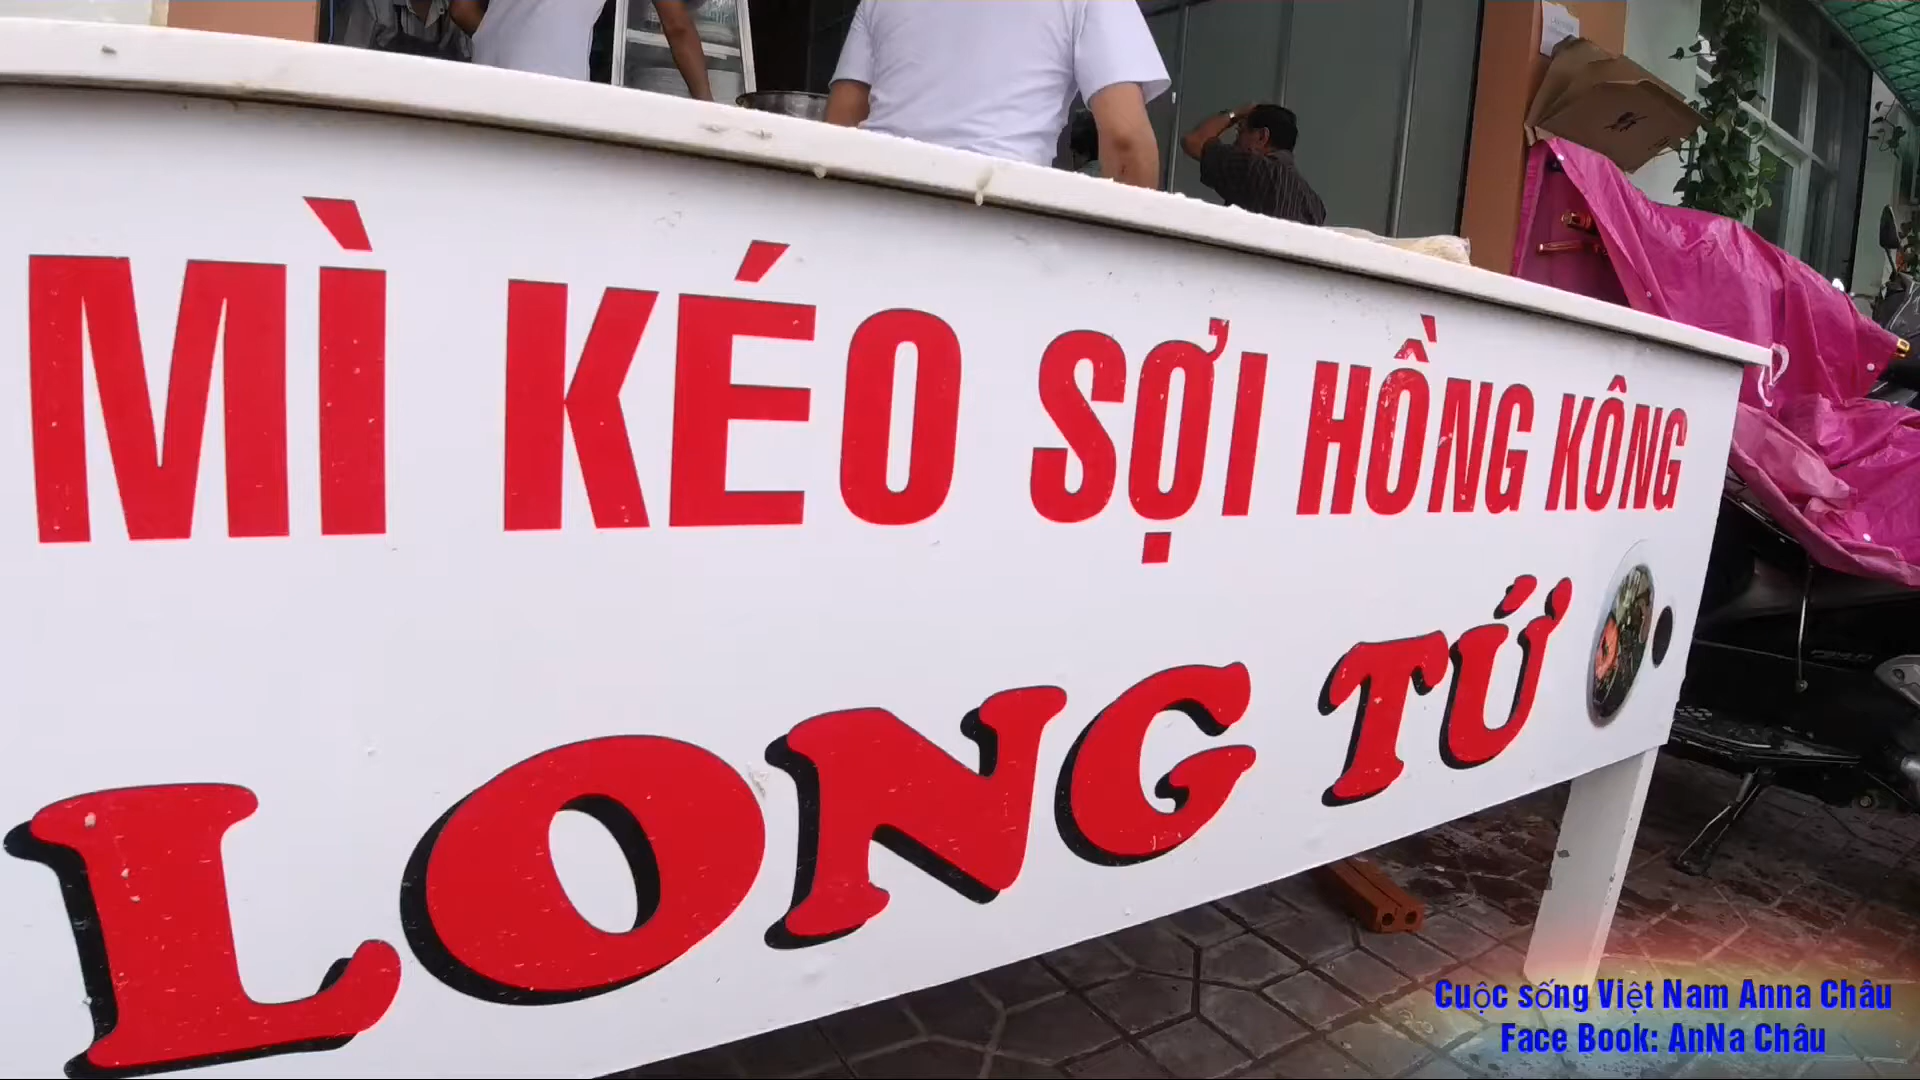 MÌ KÉO SỢI HỒNG KÔNG
LONG TỨ
Cuộc sống Việt Nam Anna Châu
Face Book: AnNa Châu